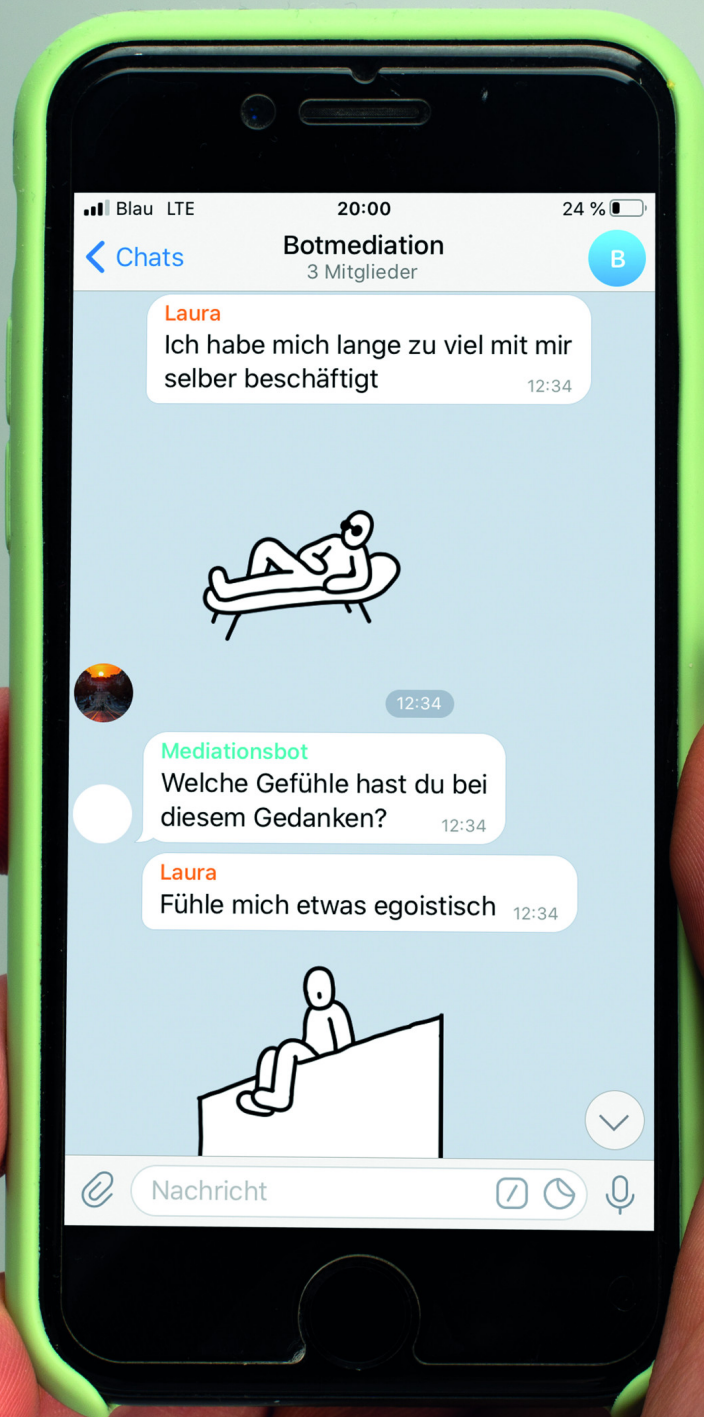 Blau LTE 20:00 24 %
Chats Botmediation B
3 Mitglieder
Laura
Ich habe mich lange zu viel mit mir
selber beschäftigt 12:34
12:34
Mediationsbot
Welche Gefühle hast du bei
diesem Gedanken? 12:34
Laura
Fühle mich etwas egoistisch 12:34
Nachricht